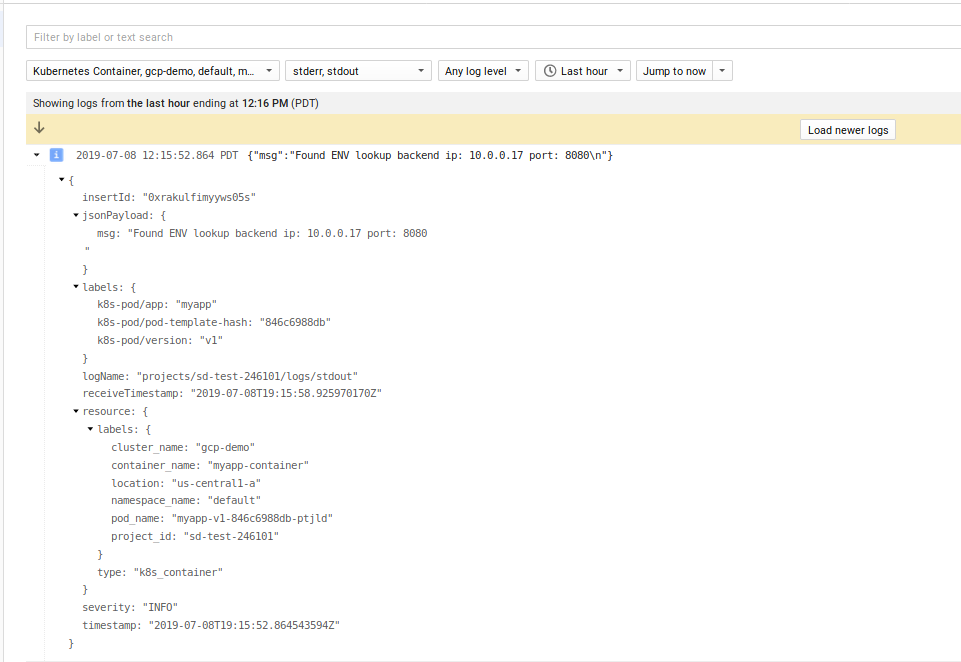 Filter by label or text search
Kubernetes Container, gcp-demo, default, m... stderr, stdout Any log level Last hour Jump to now
Showing logs from the last hour ending at 12:16 PM (PDT)
Load newer logs
i 2019-07-08 12:15:52.864 PDT {"msg":"Found ENV lookup backend ip: 10.0.0.17 port: 8080\n"}
{
insertId: "0xrakulfimyyws05s"
jsonPayload: {
msg: "Found ENV lookup backend ip: 10.0.0.17 port: 8080
"
}
labels: {
k8s-pod/app: "myapp"
k8s-pod/pod-template-hash: "846c6988db"
k8s-pod/version: "v1"
}
logName: "projects/sd-test-246101/logs/stdout"
receiveTimestamp: "2019-07-08T19:15:58.925970170Z"
resource: {
labels: {
cluster_name: "gcp-demo"
container_name: "myapp-container"
location: "us-central1-a"
namespace_name: "default"
pod_name: "myapp-v1-846c6988db-ptjld"
project_id: "sd-test-246101"
}
type: "k8s_container"
}
severity: "INFO"
timestamp: "2019-07-08T19:15:52.864543594Z"
}